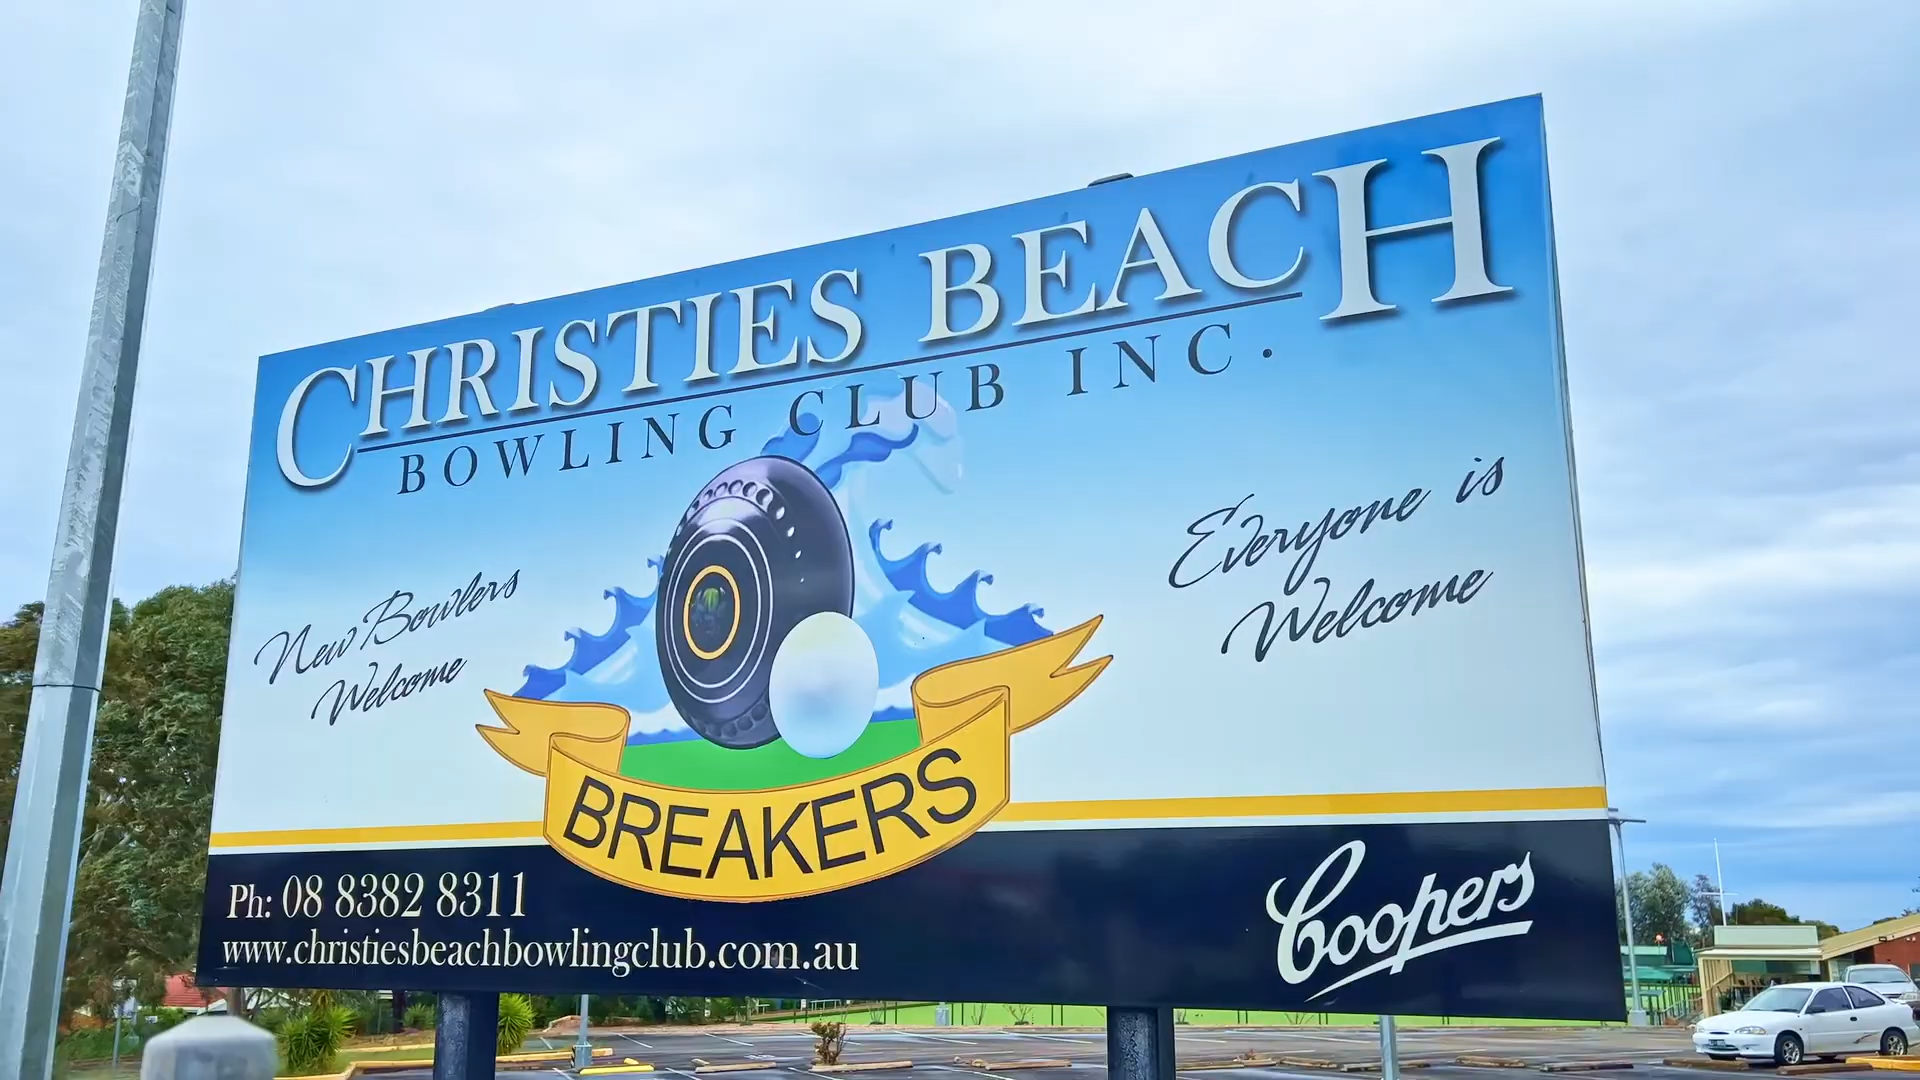 CHRISTIES BEACH
BOWLING CLUB INC.
New Bowlers
Welcome
Everyone is
Welcome
BREAKERS
Ph: 08 8382 8311
www.christiesbeachbowlingclub.com.au
Coopers